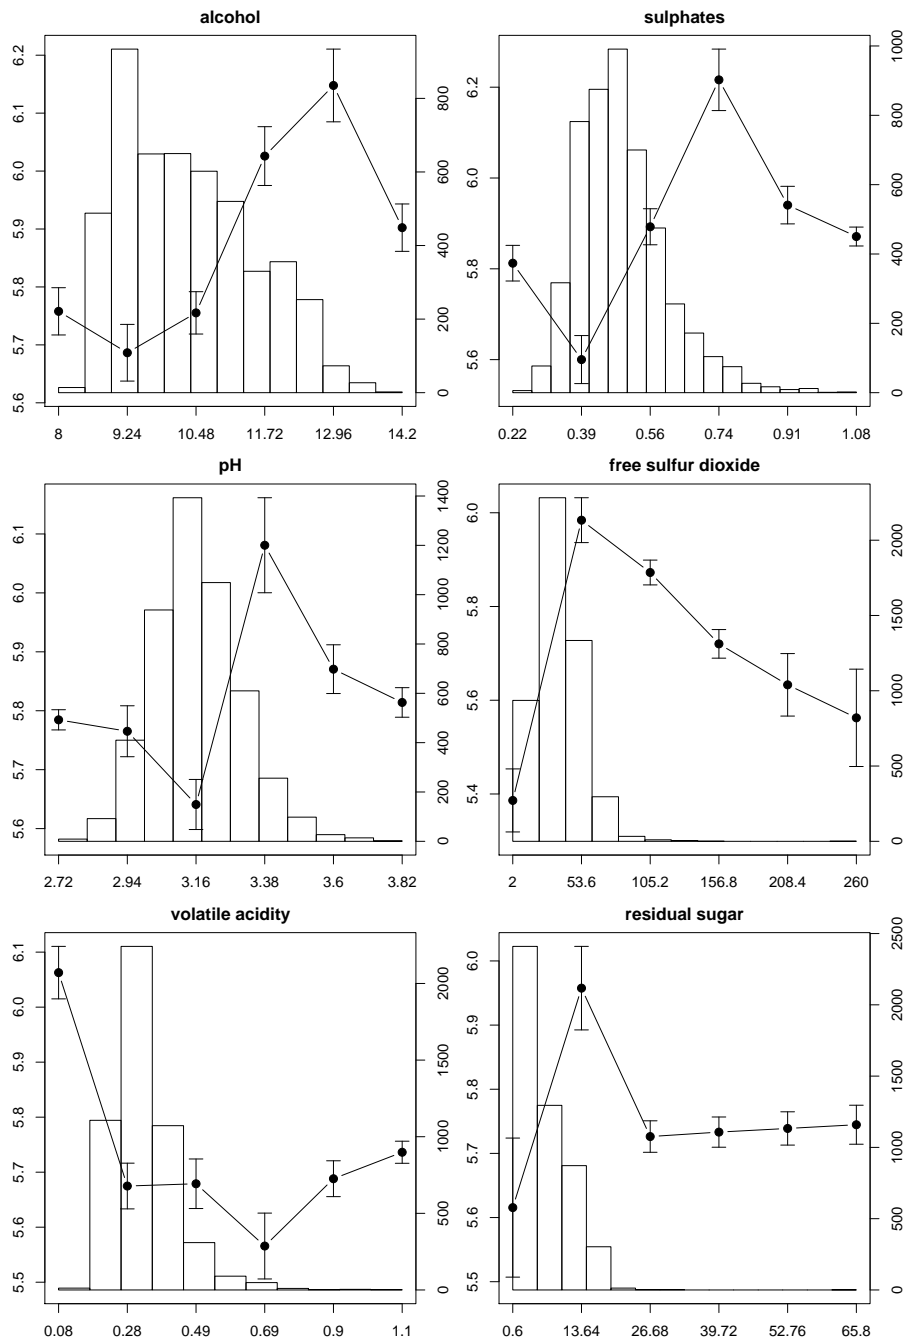 alcohol
5.6 5.7 5.8 5.9 6.0 6.1 6.2
0 200 400 600 800
8 9.24 10.48 11.72 12.96 14.2
sulphates
5.6 5.8 6.0 6.2
0 200 400 600 800 1000
0.22 0.39 0.56 0.74 0.91 1.08
pH
5.6 5.7 5.8 5.9 6.0 6.1
0 200 400 600 800 1000 1200 1400
2.72 2.94 3.16 3.38 3.6 3.82
free sulfur dioxide
5.4 5.6 5.8 6.0
0 500 1000 1500 2000
2 53.6 105.2 156.8 208.4 260
volatile acidity
5.5 5.6 5.7 5.8 5.9 6.0 6.1
0 500 1000 1500 2000
0.08 0.28 0.49 0.69 0.9 1.1
residual sugar
5.5 5.6 5.7 5.8 5.9 6.0
0 500 1000 1500 2000 2500
0.6 13.64 26.68 39.72 52.76 65.8